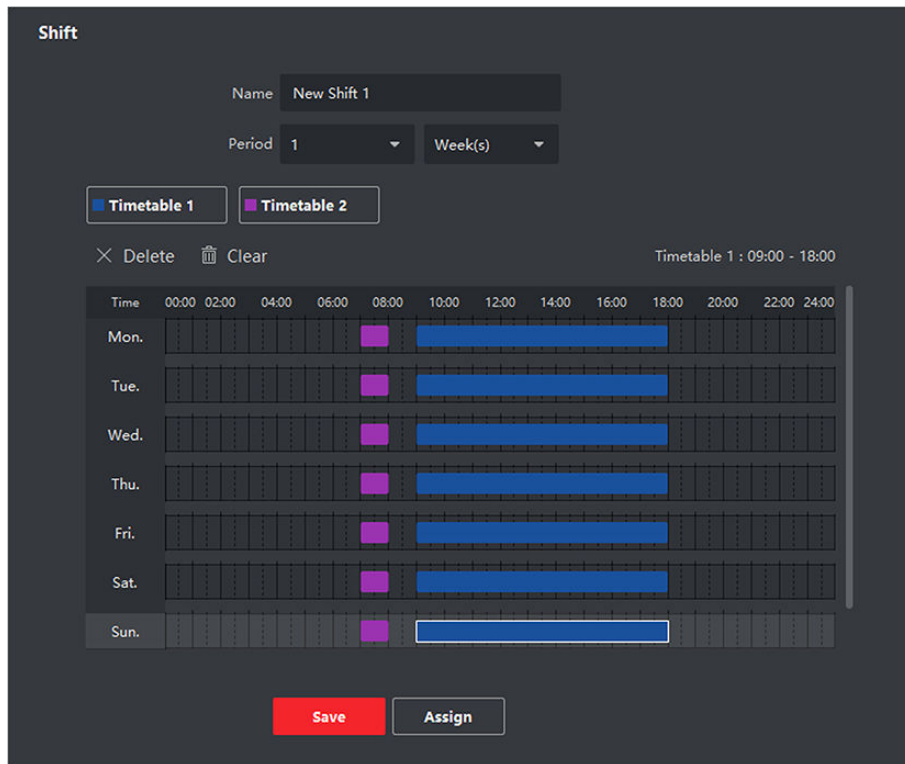 Shift
Name New Shift 1
Period 1 Week(s)
Timetable 1 Timetable 2
Delete Clear Timetable 1 : 09:00 - 18:00
Time 00:00 02:00 04:00 06:00 08:00 10:00 12:00 14:00 16:00 18:00 20:00 22:00 24:00
Mon.
Tue.
Wed.
Thu.
Fri.
Sat.
Sun.
Save Assign